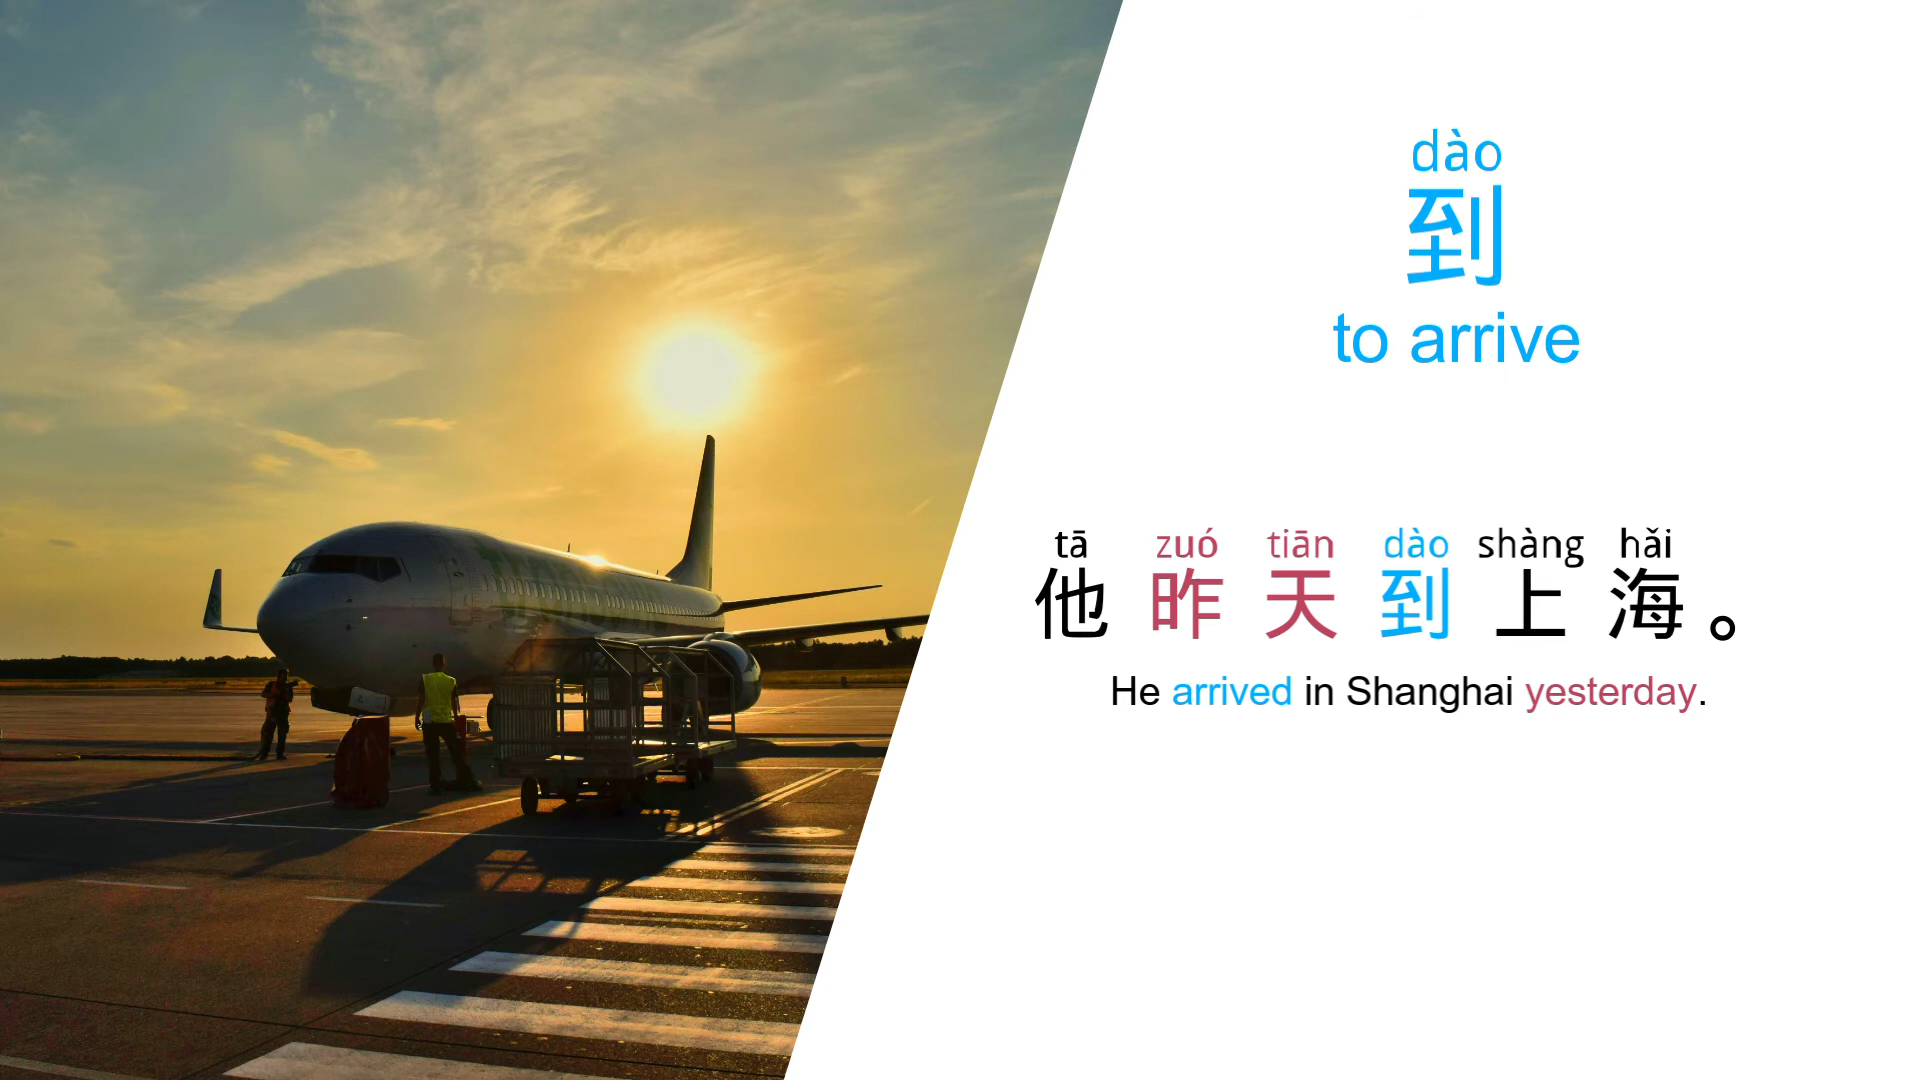 dào
到
to arrive
tā zuó tiān dào shàng hǎi
他昨天到上海。
He arrived in Shanghai yesterday.